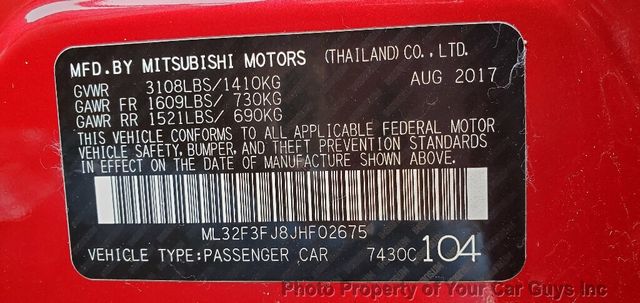 MFD.BY MITSUBISHI MOTORS (THAILAND) CO., LTD.
GVWR 3108LBS/1410KG AUG 2017
GAWR FR 1609LBS/ 730KG
GAWR RR 1521LBS/ 690KG
THIS VEHICLE CONFORMS TO ALL APPLICABLE FEDERAL MOTOR
VEHICLE SAFETY, BUMPER, AND THEFT PREVENTION STANDARDS
IN EFFECT ON THE DATE OF MANUFACTURE SHOWN ABOVE.
ML32F3FJ8JHF02675
VEHICLE TYPE:PASSENGER CAR 7430C 104
Photo Property of Your Car Guys Inc